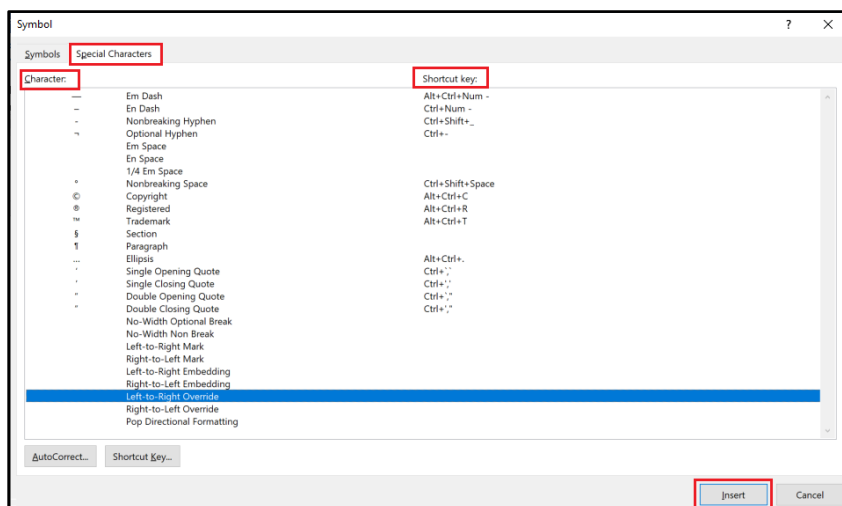 Symbol ? ×
Symbols Special Characters
Character: Shortcut key:
— Em Dash Alt+Ctrl+Num -
– En Dash Ctrl+Num -
- Nonbreaking Hyphen Ctrl+Shift+_
¬ Optional Hyphen Ctrl+-
Em Space
En Space
1/4 Em Space
° Nonbreaking Space Ctrl+Shift+Space
© Copyright Alt+Ctrl+C
® Registered Alt+Ctrl+R
™ Trademark Alt+Ctrl+T
§ Section
¶ Paragraph
... Ellipsis Alt+Ctrl+.
‘ Single Opening Quote Ctrl+`,`
’ Single Closing Quote Ctrl+','
“ Double Opening Quote Ctrl+`,"
” Double Closing Quote Ctrl+',"
No-Width Optional Break
No-Width Non Break
Left-to-Right Mark
Right-to-Left Mark
Left-to-Right Embedding
Right-to-Left Embedding
Left-to-Right Override
Right-to-Left Override
Pop Directional Formatting
AutoCorrect... Shortcut Key...
Insert Cancel